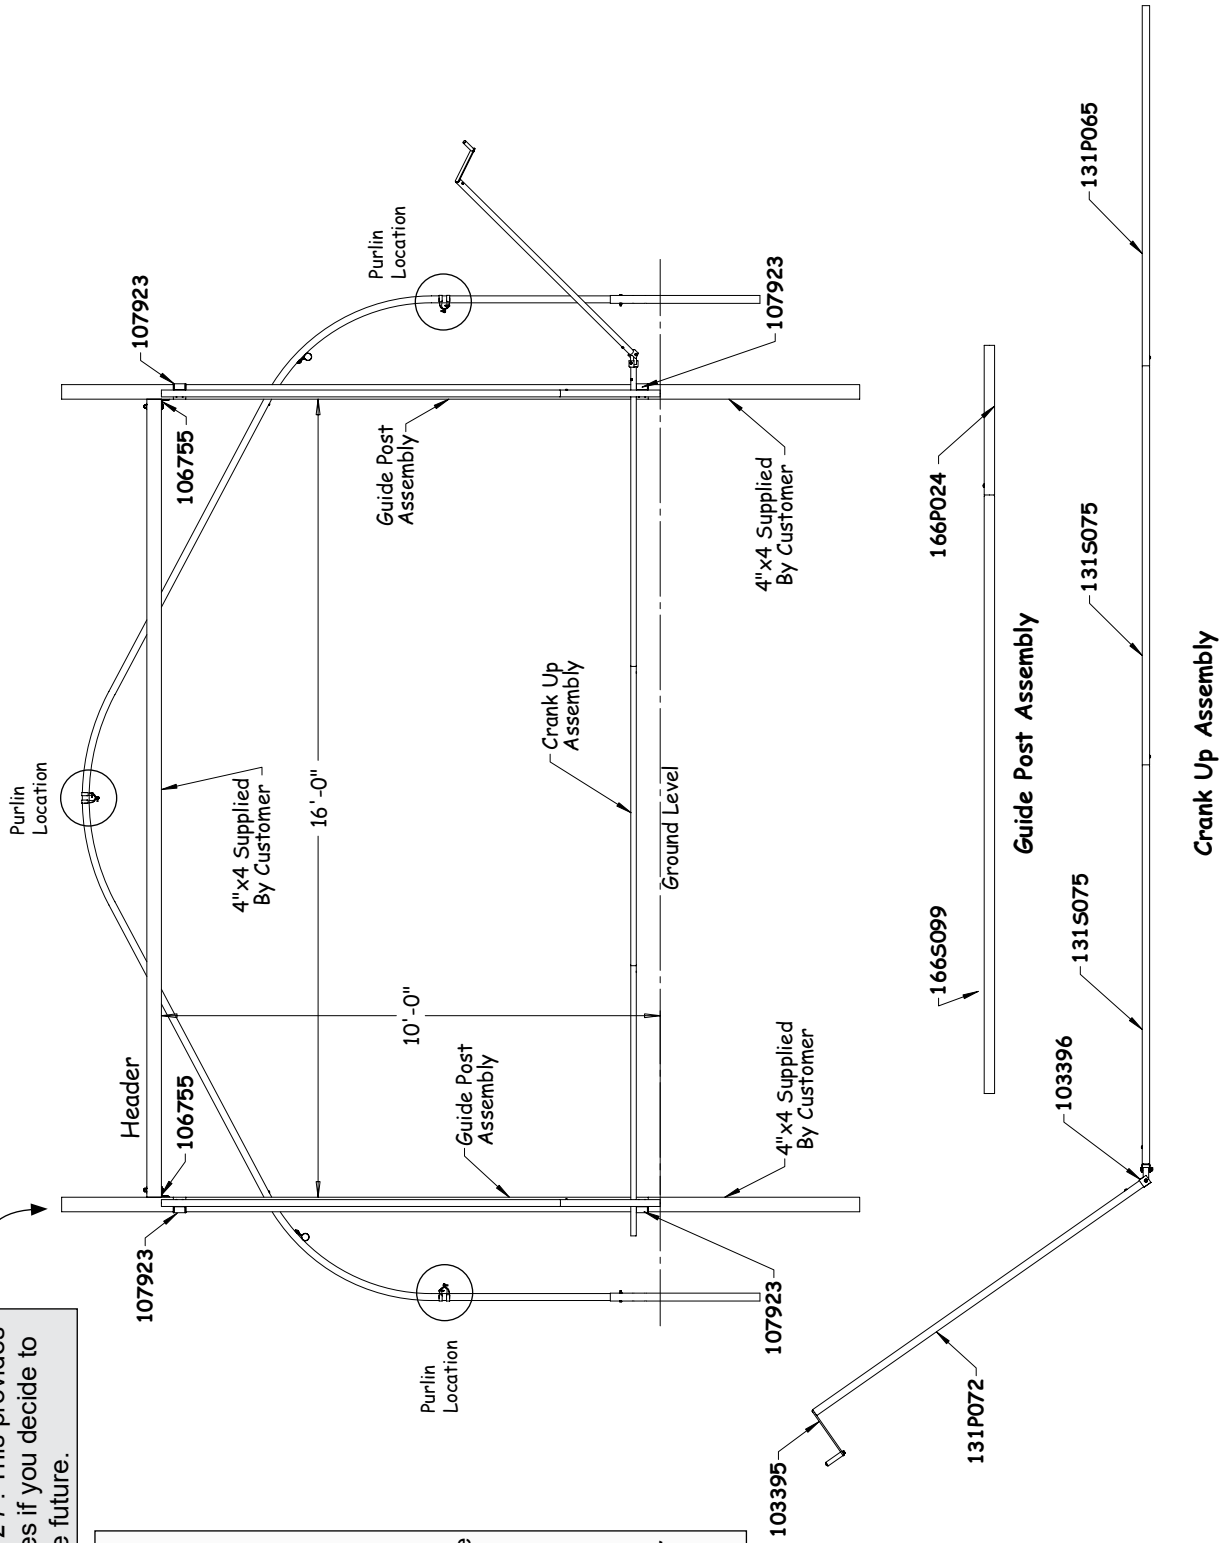 2'. This provides
if you decide to
future.
Purlin
Location
Header
106755
107923
4"x4 Supplied
By Customer
106755
107923
Purlin
Location
16'-0"
Guide Post
Assembly
10'-0"
Guide Post
Assembly
Crank Up
Assembly
Purlin
Location
107923
Ground Level
107923
4"x4 Supplied
By Customer
4"x4 Supplied
By Customer
166S099
166P024
Guide Post Assembly
103395
131P072
103396
131S075
131S075
131P065
Crank Up Assembly